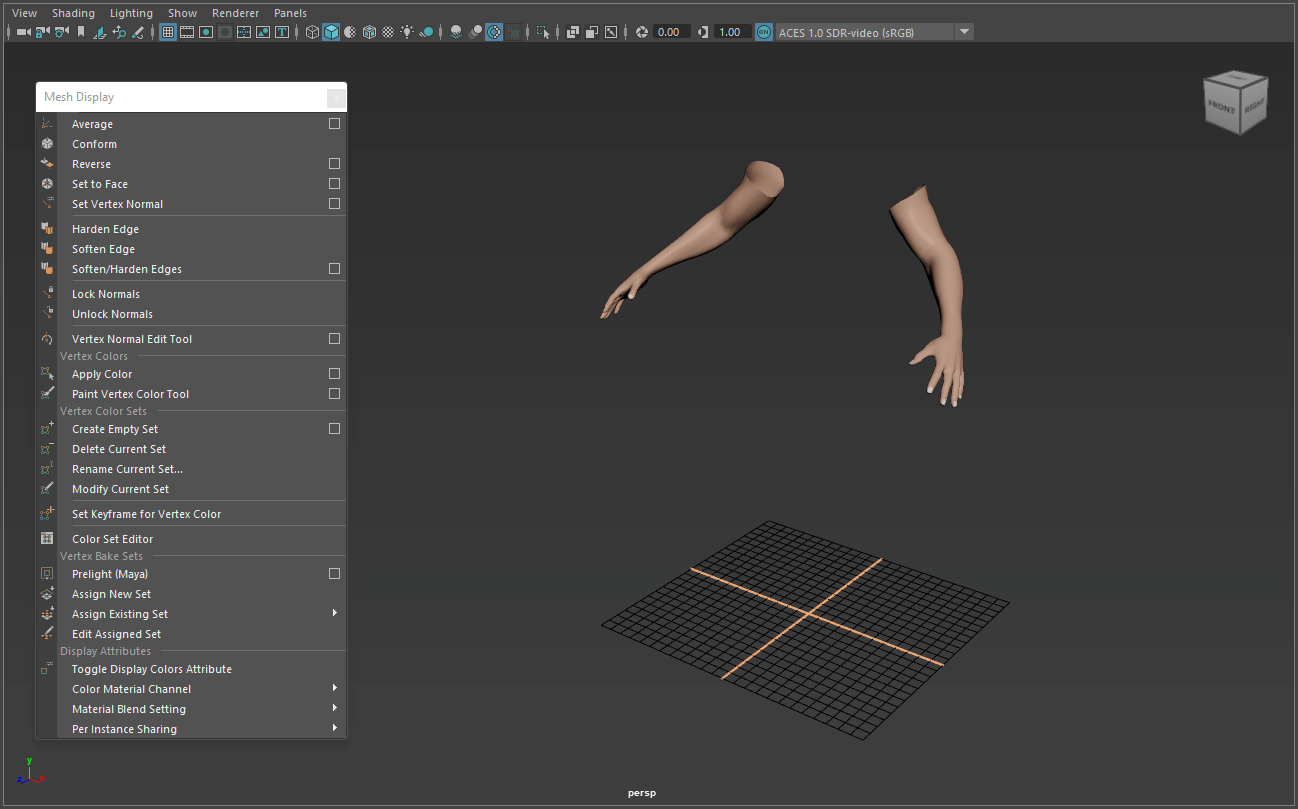 View Shading Lighting Show Renderer Panels
0.00 1.00 ON ACES 1.0 SDR-video (sRGB)
Mesh Display
Average
Conform
Reverse
Set to Face
Set Vertex Normal
Harden Edge
Soften Edge
Soften/Harden Edges
Lock Normals
Unlock Normals
Vertex Normal Edit Tool
Vertex Colors
Apply Color
Paint Vertex Color Tool
Vertex Color Sets
Create Empty Set
Delete Current Set
Rename Current Set...
Modify Current Set
Set Keyframe for Vertex Color
Color Set Editor
Vertex Bake Sets
Prelight (Maya)
Assign New Set
Assign Existing Set
Edit Assigned Set
Display Attributes
Toggle Display Colors Attribute
Color Material Channel
Material Blend Setting
Per Instance Sharing
FRONT RIGHT
y
z x
persp